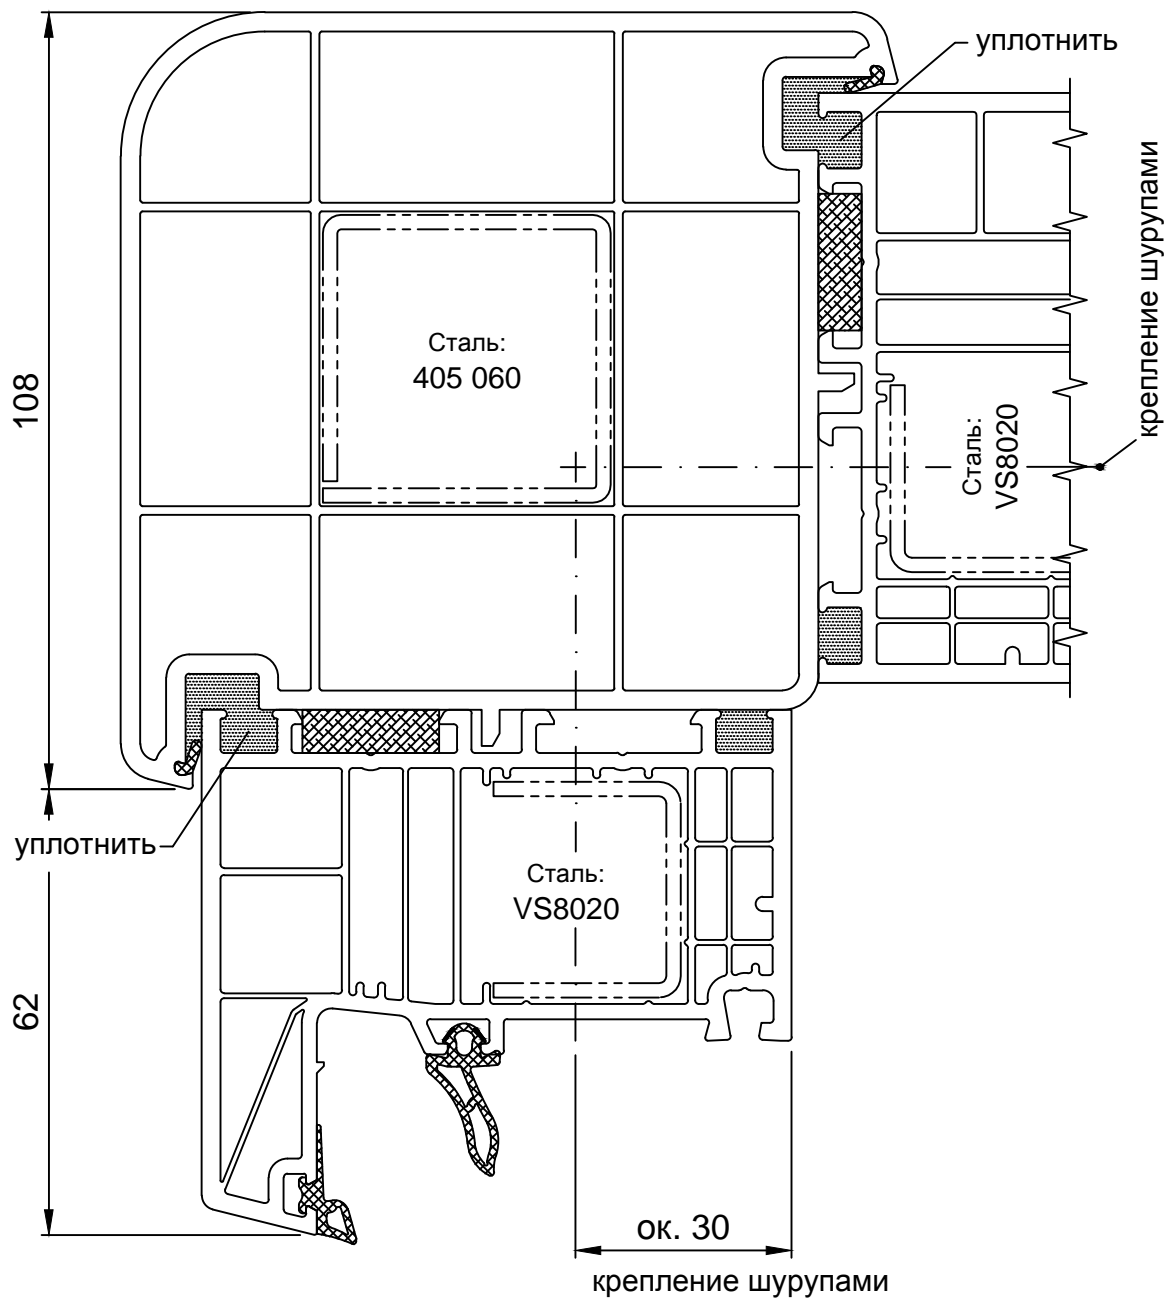 уплотнить
крепление шурупами
108
Сталь:
405 060
Сталь:
VS8020
уплотнить
Сталь:
VS8020
62
ок. 30
крепление шурупами